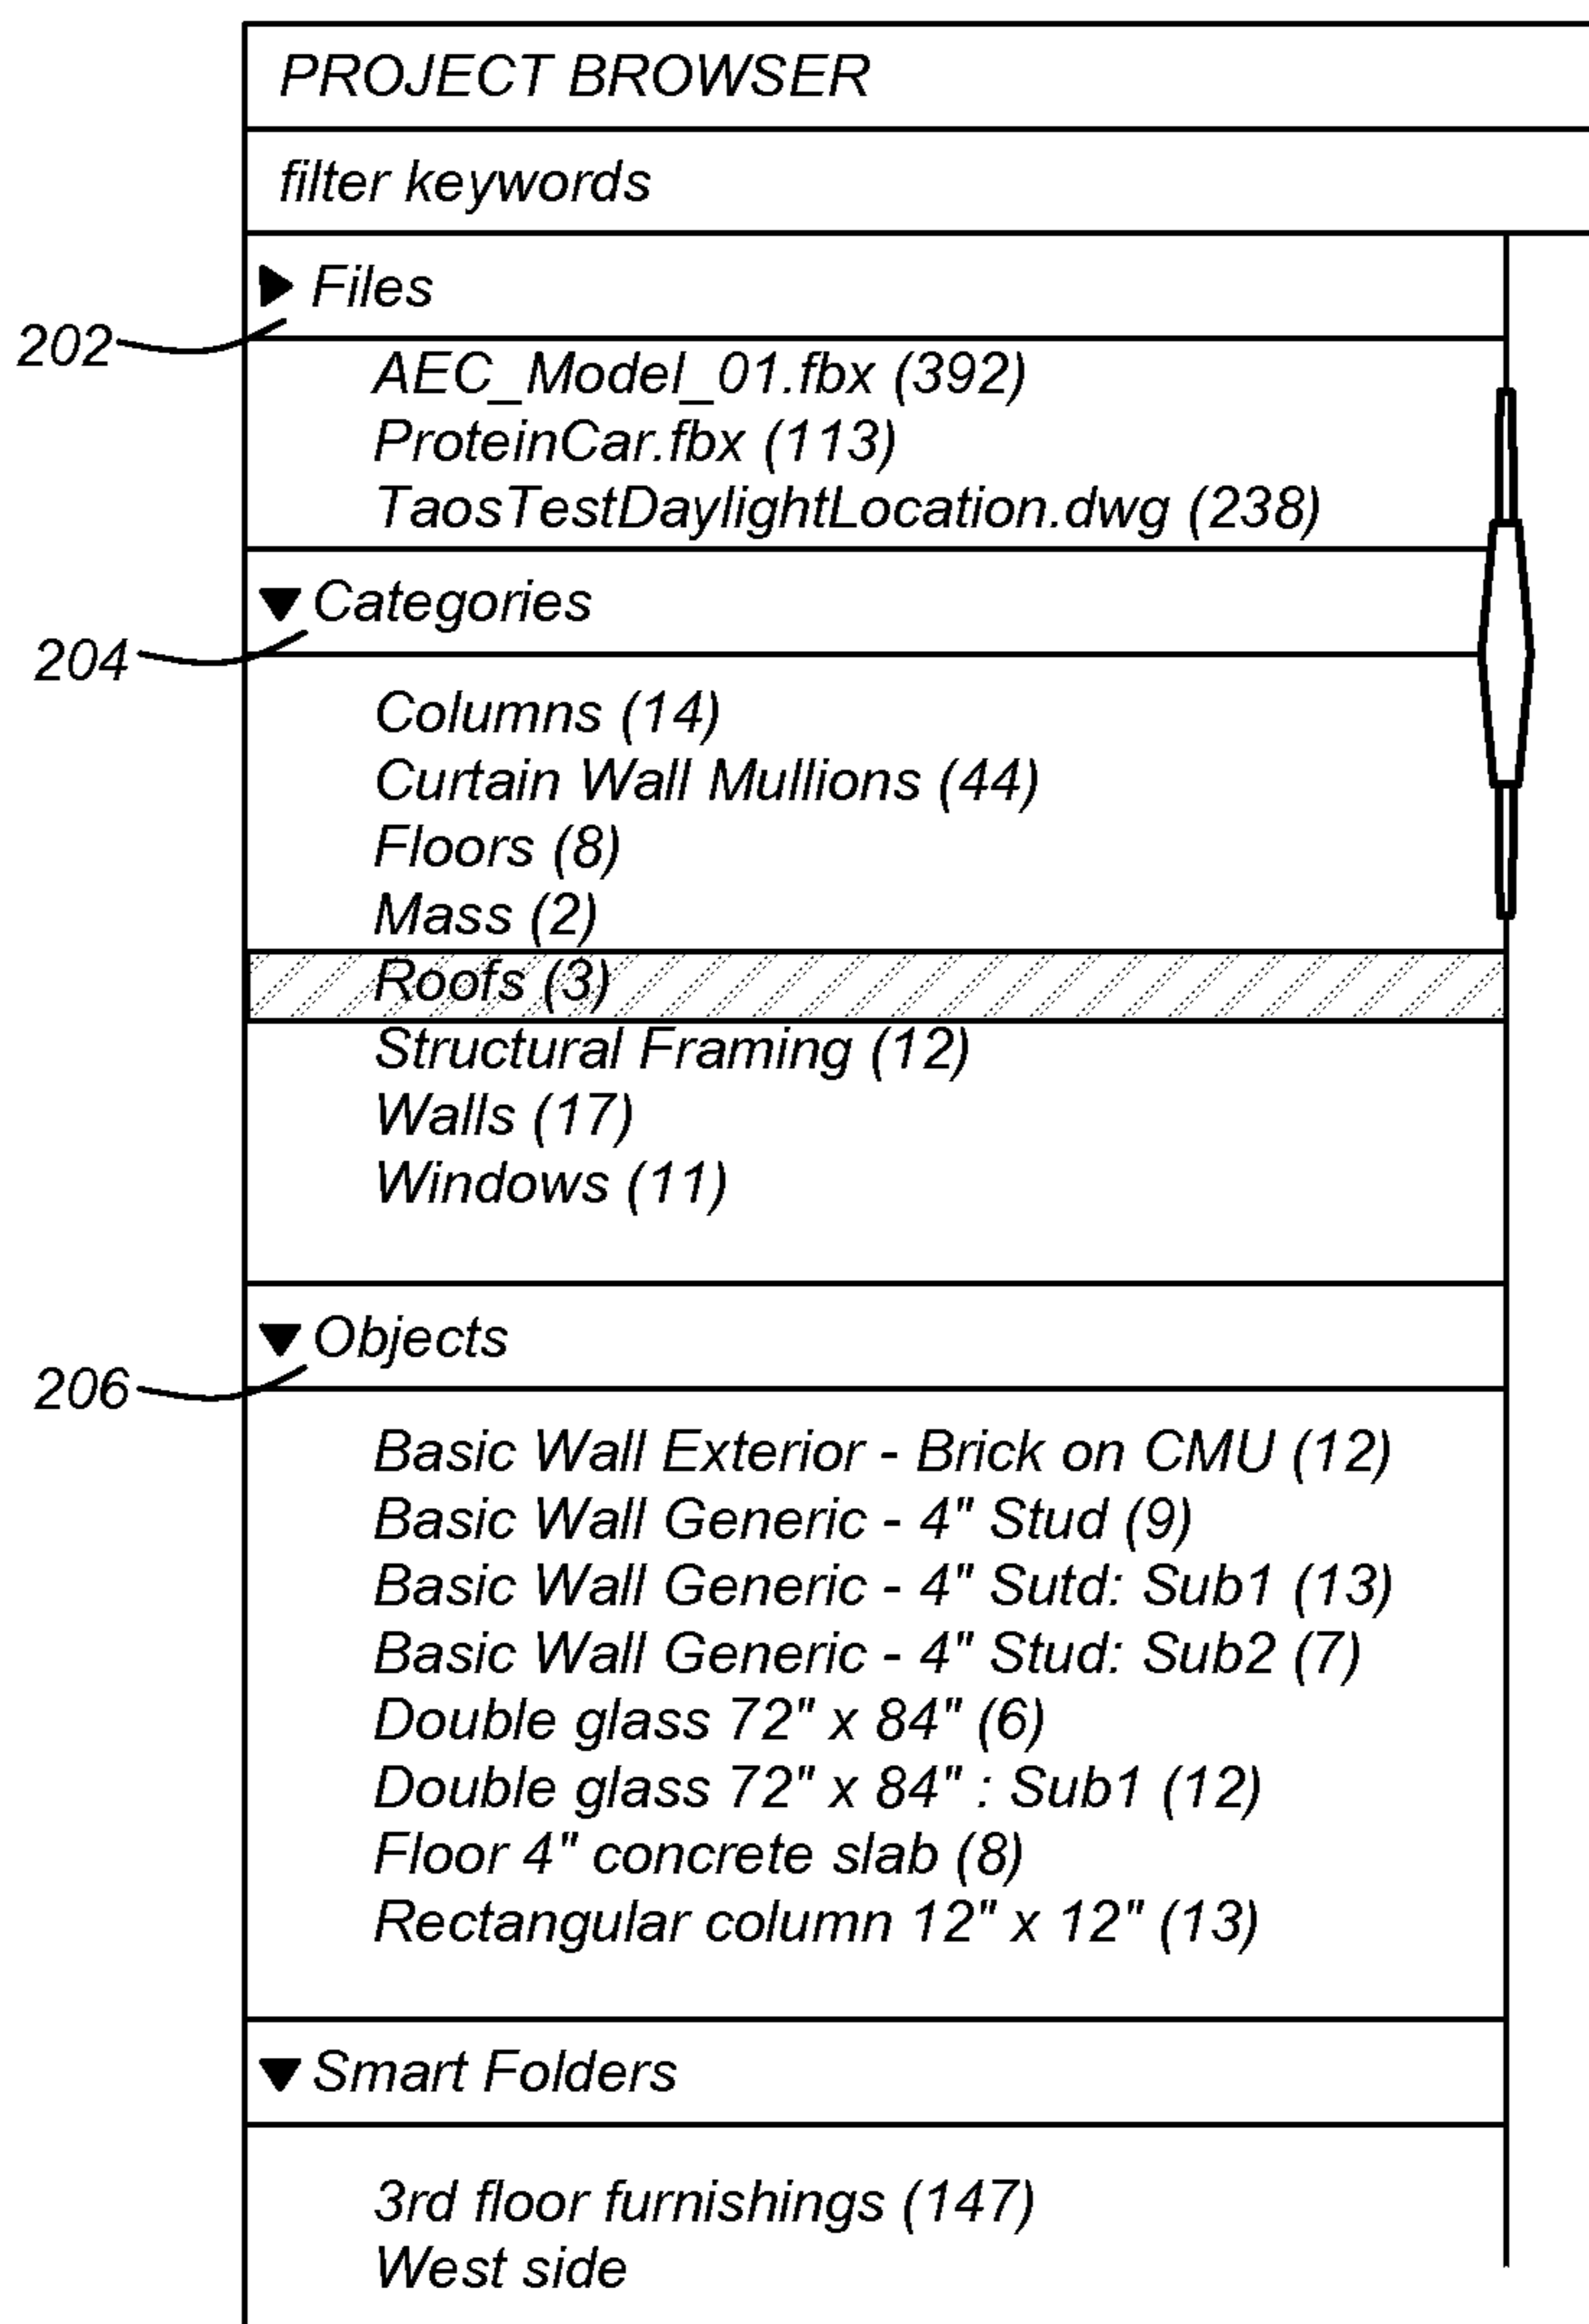 PROJECT BROWSER
filter keywords
Files
202
AEC_Model_01.fbx (392)
ProteinCar.fbx (113)
TaosTestDaylightLocation.dwg (238)
Categories
204
Columns (14)
Curtain Wall Mullions (44)
Floors (8)
Mass (2)
Roofs (3)
Structural Framing (12)
Walls (17)
Windows (11)
Objects
206
Basic Wall Exterior - Brick on CMU (12)
Basic Wall Generic - 4" Stud (9)
Basic Wall Generic - 4" Sutd: Sub1 (13)
Basic Wall Generic - 4" Stud: Sub2 (7)
Double glass 72" x 84" (6)
Double glass 72" x 84" : Sub1 (12)
Floor 4" concrete slab (8)
Rectangular column 12" x 12" (13)
Smart Folders
3rd floor furnishings (147)
West side